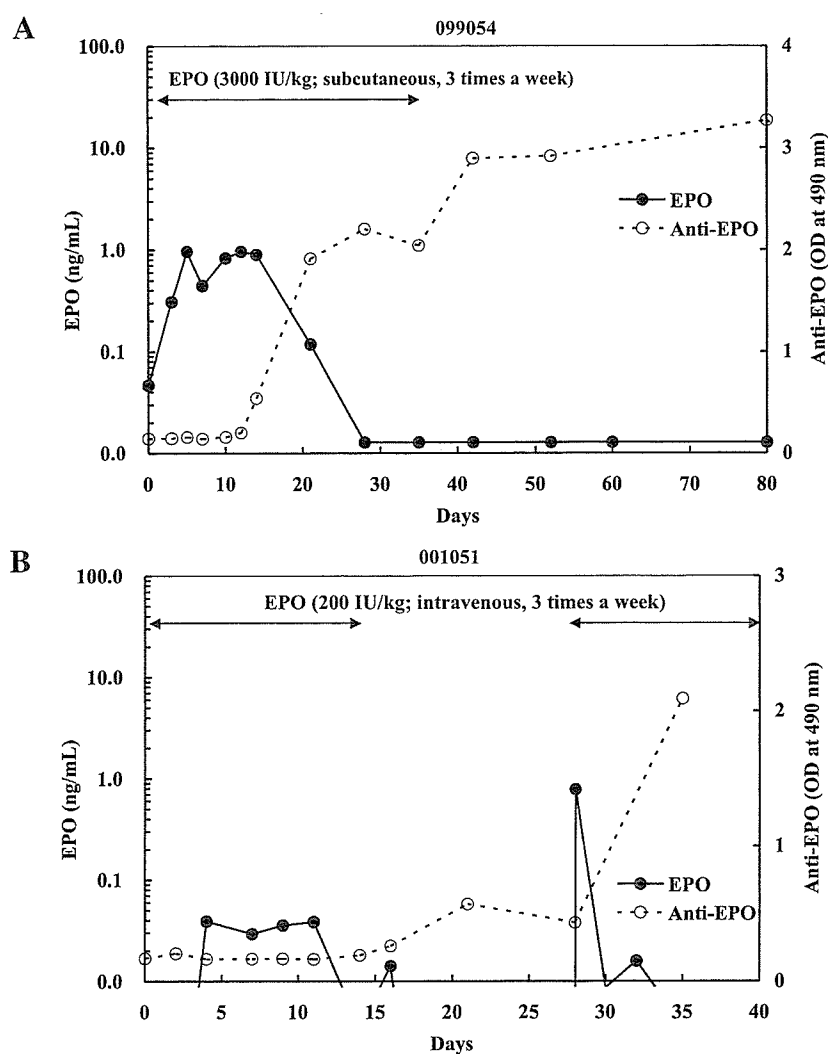 A
099054
EPO (3000 IU/kg; subcutaneous, 3 times a week)
100.0
10.0
1.0
0.1
0.0
EPO (ng/mL)
4
3
2
1
0
Anti-EPO (OD at 490 nm)
EPO
Anti-EPO
0 10 20 30 40 50 60 70 80
Days
B
001051
EPO (200 IU/kg; intravenous, 3 times a week)
100.0
10.0
1.0
0.1
0.0
EPO (ng/mL)
3
2
1
0
Anti-EPO (OD at 490 nm)
EPO
Anti-EPO
0 5 10 15 20 25 30 35 40
Days